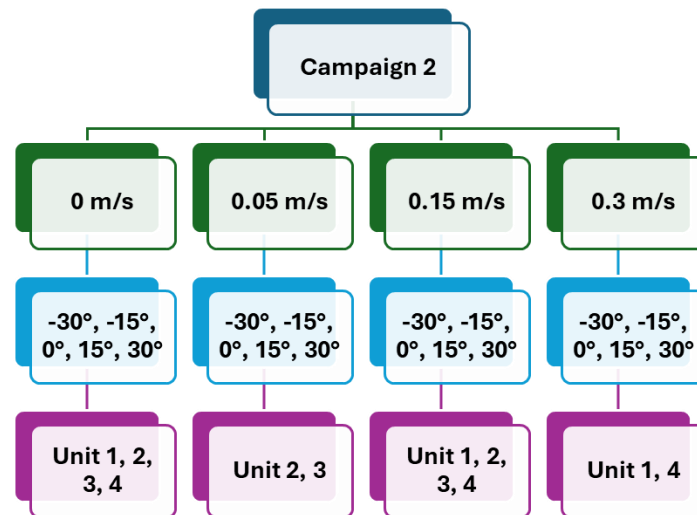 Campaign 2
0 m/s
0.05 m/s
0.15 m/s
0.3 m/s
-30°, -15°,
0°, 15°, 30°
-30°, -15°,
0°, 15°, 30°
-30°, -15°,
0°, 15°, 30°
-30°, -15°,
0°, 15°, 30°
Unit 1, 2,
3, 4
Unit 2, 3
Unit 1, 2,
3, 4
Unit 1, 4